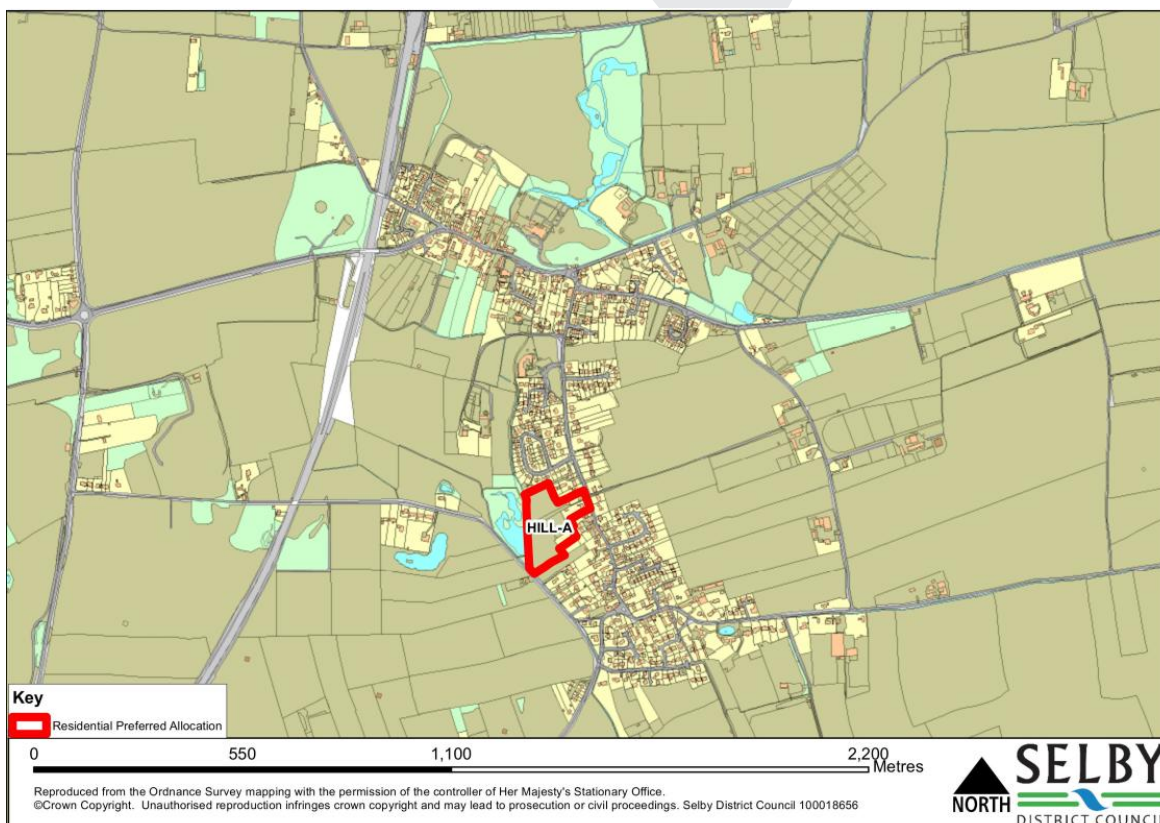 HILL-A
Key
Residential Preferred Allocation
0 550 1,100 2,200
Metres
Reproduced from the Ordnance Survey mapping with the permission of the controller of Her Majesty's Stationary Office.
©Crown Copyright. Unauthorised reproduction infringes crown copyright and may lead to prosecution or civil proceedings. Selby District Council 100018656
NORTH
SELBY
DISTRICT COUNCIL